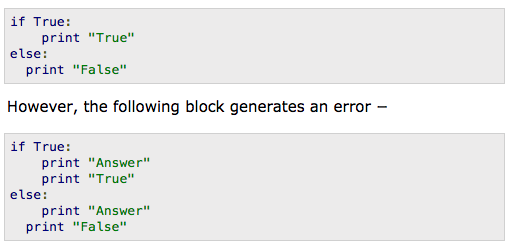 if True:
    print "True"
else:
  print "False"
However, the following block generates an error −
if True:
    print "Answer"
    print "True"
else:
    print "Answer"
  print "False"